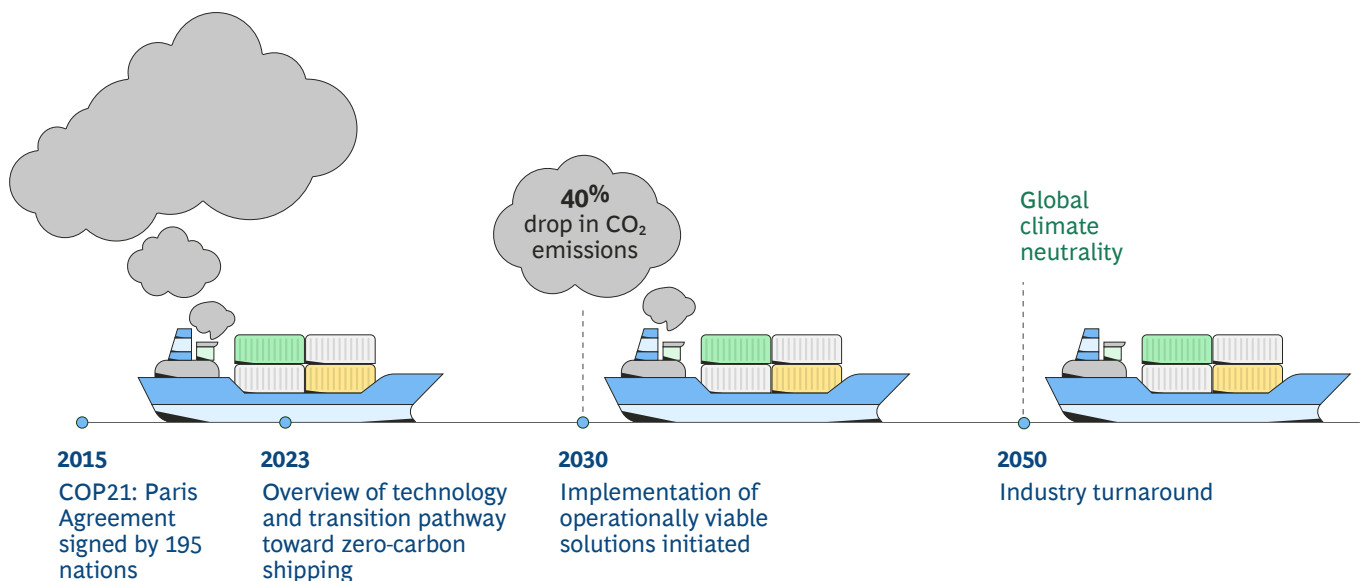 40%
drop in CO₂
emissions
Global
climate
neutrality
2015
COP21: Paris
Agreement
signed by 195
nations
2023
Overview of technology
and transition pathway
toward zero-carbon
shipping
2030
Implementation of
operationally viable
solutions initiated
2050
Industry turnaround